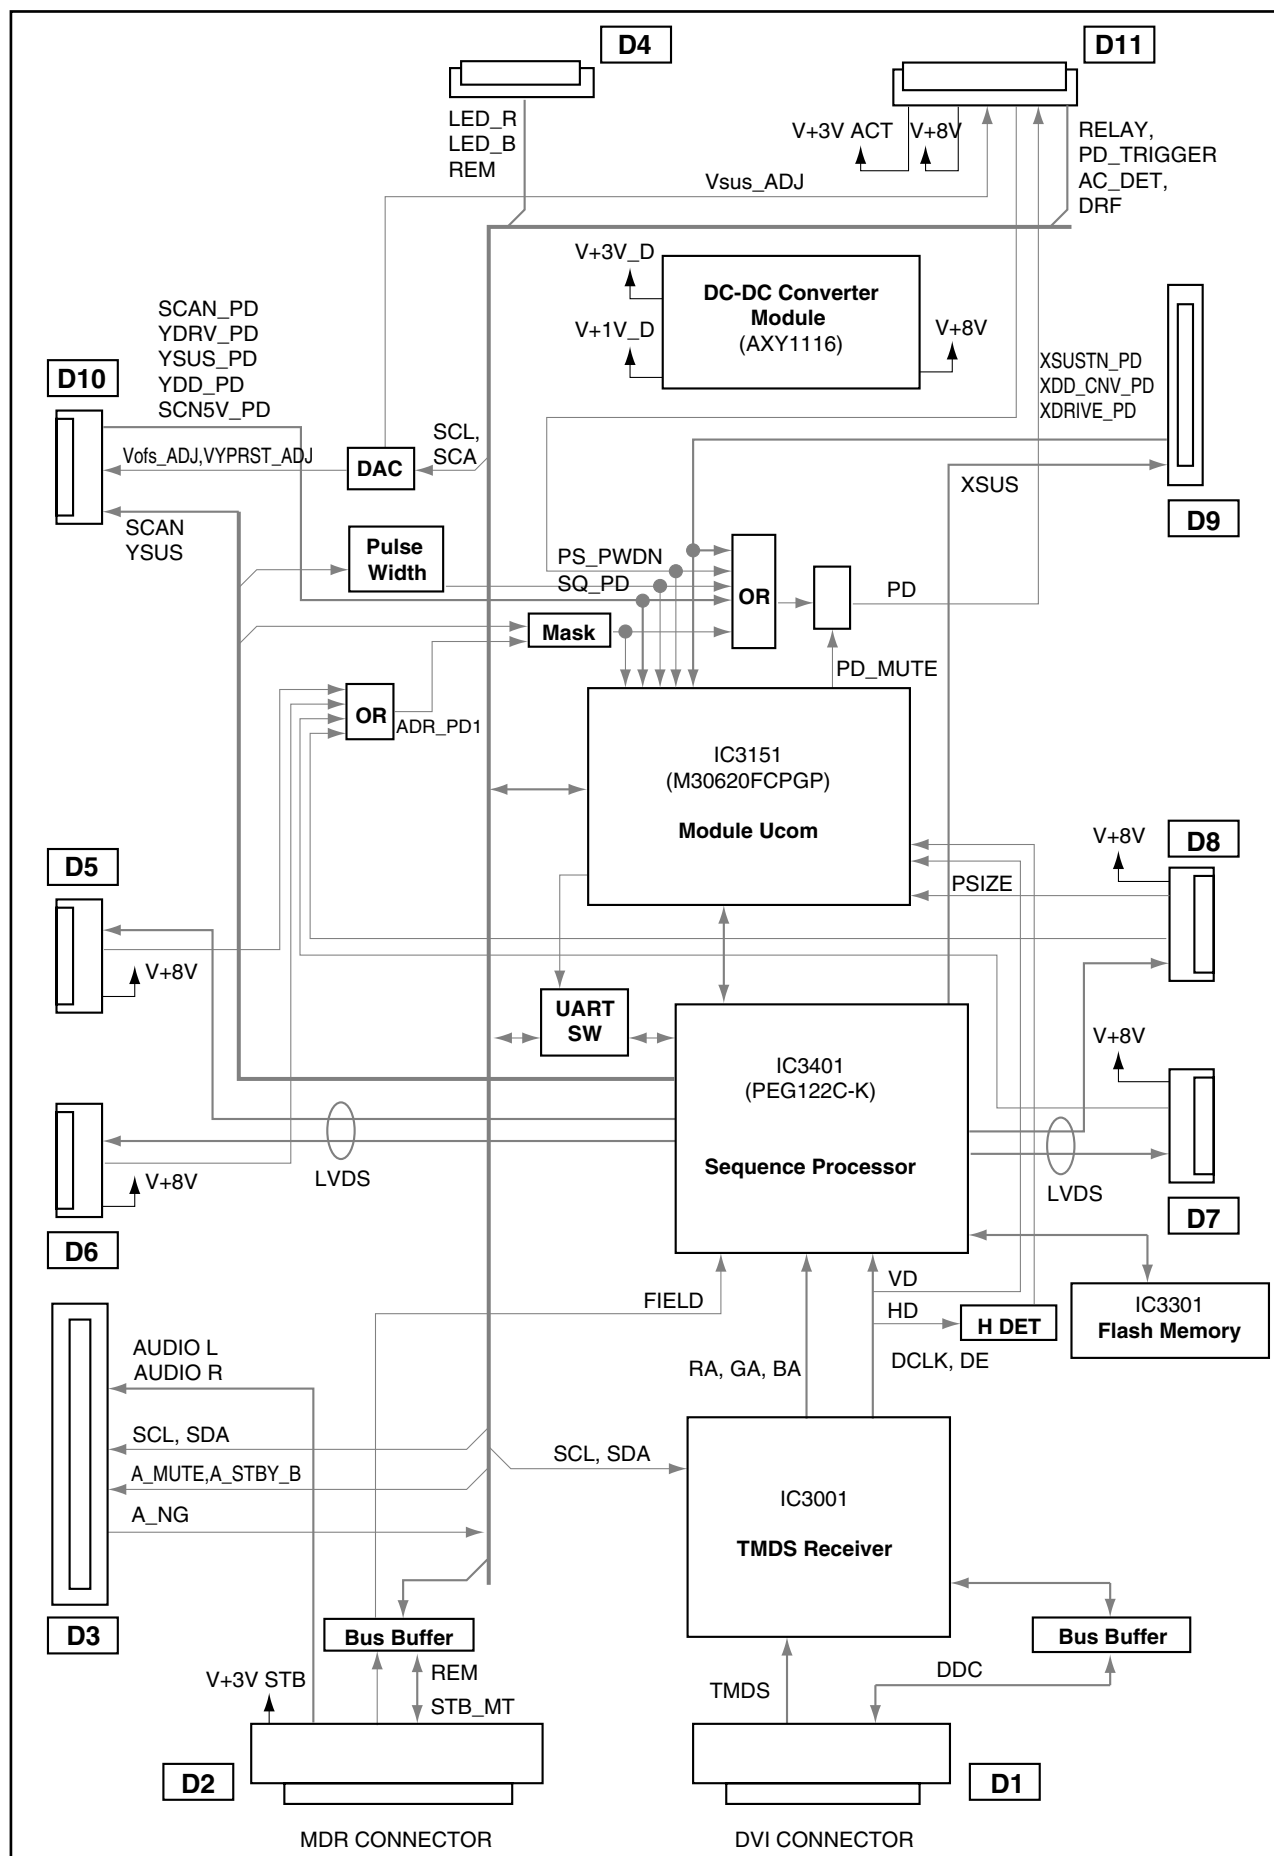 D4
D11
LED_R
LED_B
REM
V+3V ACT
V+8V
RELAY,
PD_TRIGGER
AC_DET,
DRF
Vsus_ADJ
V+3V_D
V+1V_D
DC-DC Converter
Module
(AXY1116)
V+8V
SCAN_PD
YDRV_PD
YSUS_PD
YDD_PD
SCN5V_PD
D10
XSUSTN_PD
XDD_CNV_PD
XDRIVE_PD
Vofs_ADJ,VYPRST_ADJ
DAC
SCL,
SCA
XSUS
D9
SCAN
YSUS
Pulse
Width
PS_PWDN
SQ_PD
OR
PD
Mask
PD_MUTE
OR
ADR_PD1
IC3151
(M30620FCPGP)
Module Ucom
D5
V+8V
D8
PSIZE
V+8V
UART
SW
IC3401
(PEG122C-K)
Sequence Processor
V+8V
LVDS
V+8V
LVDS
D6
D7
FIELD
VD
HD
H DET
IC3301
Flash Memory
AUDIO L
AUDIO R
RA, GA, BA
DCLK, DE
SCL, SDA
A_MUTE,A_STBY_B
A_NG
SCL, SDA
IC3001
TMDS Receiver
D3
Bus Buffer
Bus Buffer
V+3V STB
REM
STB_MT
TMDS
DDC
D2
D1
MDR CONNECTOR
DVI CONNECTOR